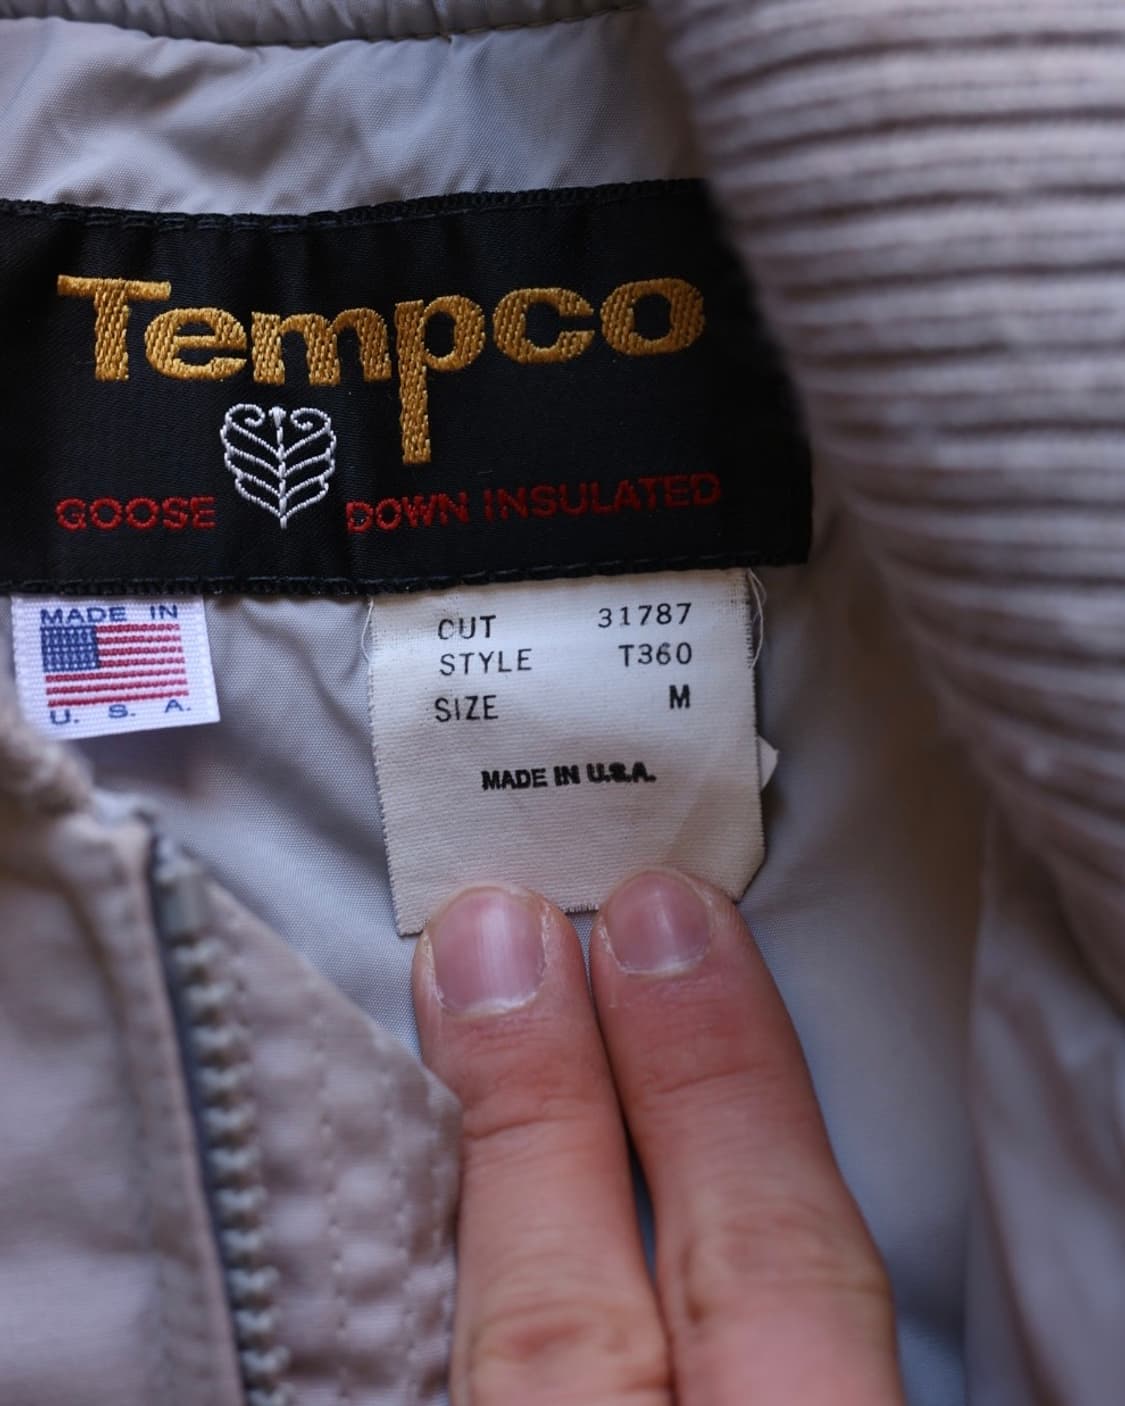 Tempco
GOOSE DOWN INSULATED
MADE IN
U. S. A.
CUT 31787
STYLE T360
SIZE M
MADE IN U.S.A.